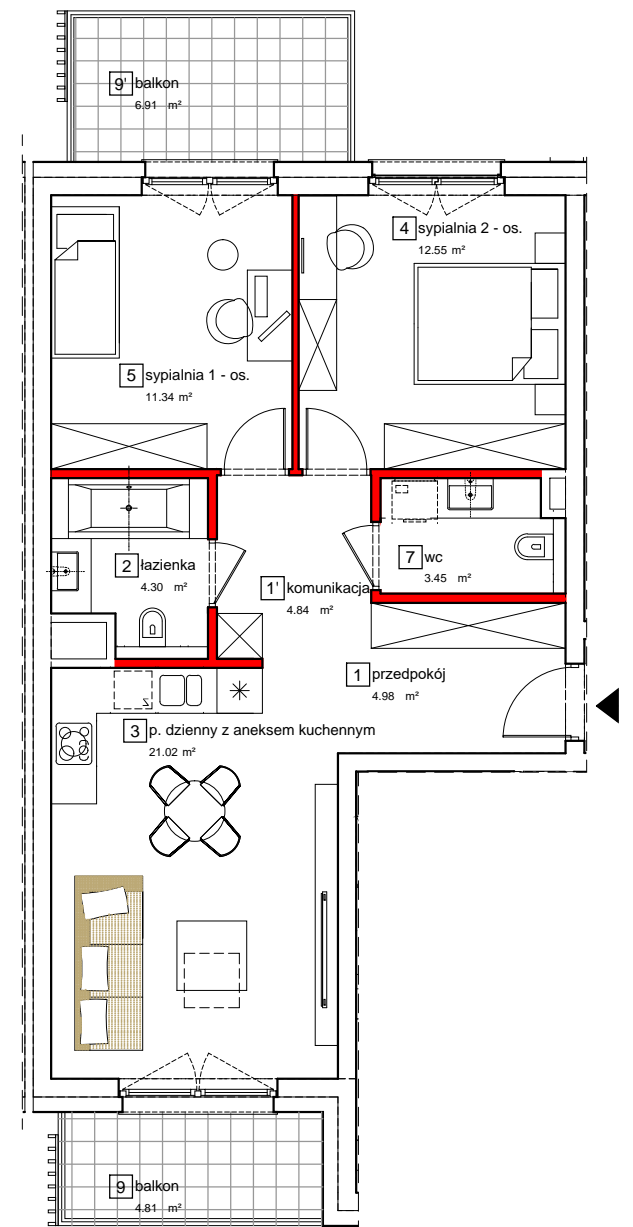 9' balkon
6.91 m²
4 sypialnia 2 - os.
12.55 m²
5 sypialnia 1 - os.
11.34 m²
2 łazienka
4.30 m²
7 wc
3.45 m²
1' komunikacja
4.84 m²
1 przedpokój
4.98 m²
3 p. dzienny z aneksem kuchennym
21.02 m²
9 balkon
4.81 m²